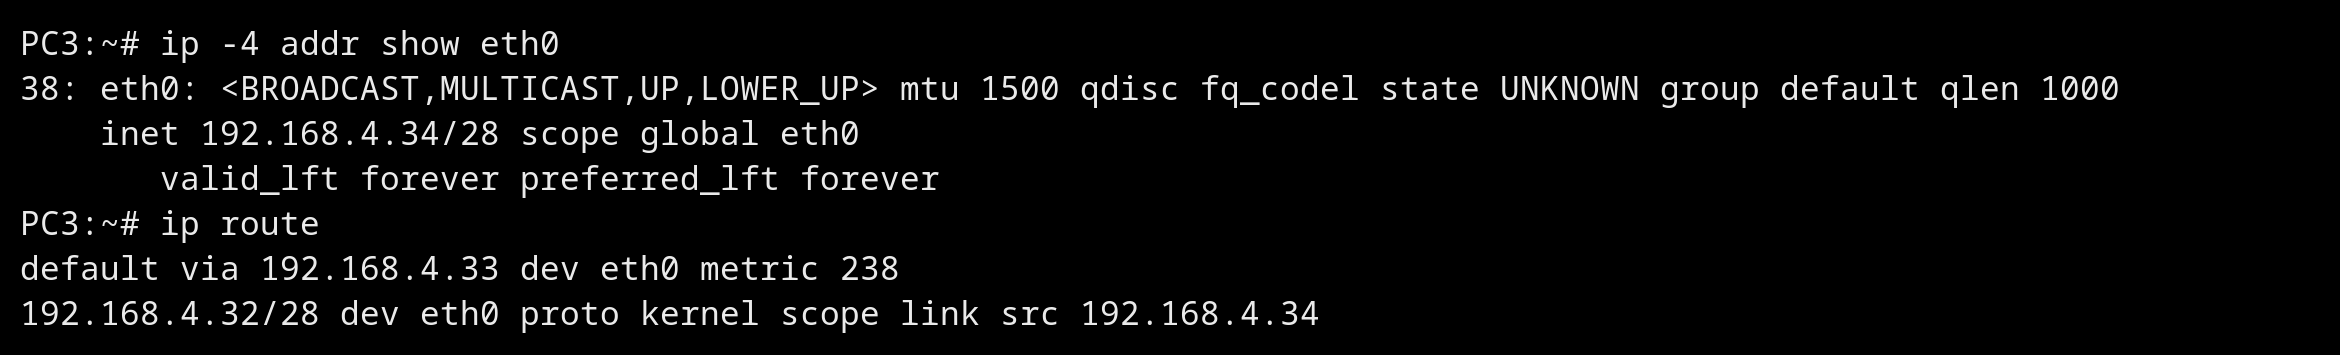 PC3:~# ip -4 addr show eth0
38: eth0: <BROADCAST,MULTICAST,UP,LOWER_UP> mtu 1500 qdisc fq_codel state UNKNOWN group default qlen 1000
    inet 192.168.4.34/28 scope global eth0
       valid_lft forever preferred_lft forever
PC3:~# ip route
default via 192.168.4.33 dev eth0 metric 238
192.168.4.32/28 dev eth0 proto kernel scope link src 192.168.4.34